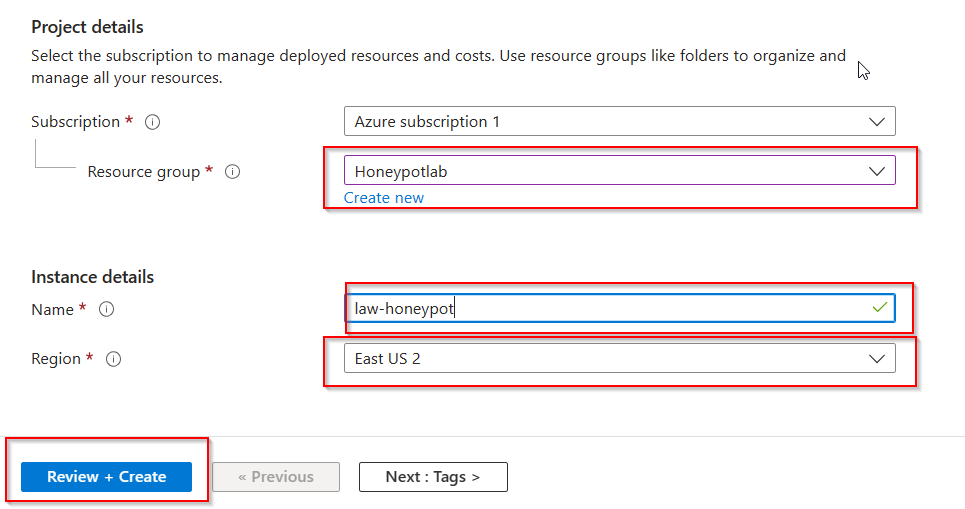 Project details
Select the subscription to manage deployed resources and costs. Use resource groups like folders to organize and
manage all your resources.
Subscription *
Azure subscription 1
Resource group *
Honeypotlab
Create new
Instance details
Name *
law-honeypot
Region *
East US 2
Review + Create
« Previous
Next : Tags >